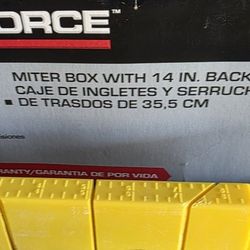 ORCE
MITER BOX WITH 14 IN. BACK
CAJE DE INGLETES Y SERRUCH
■ DE TRASDOS DE 35,5 CM
isiones
RANTY/GARANTIA DE POR VIDA